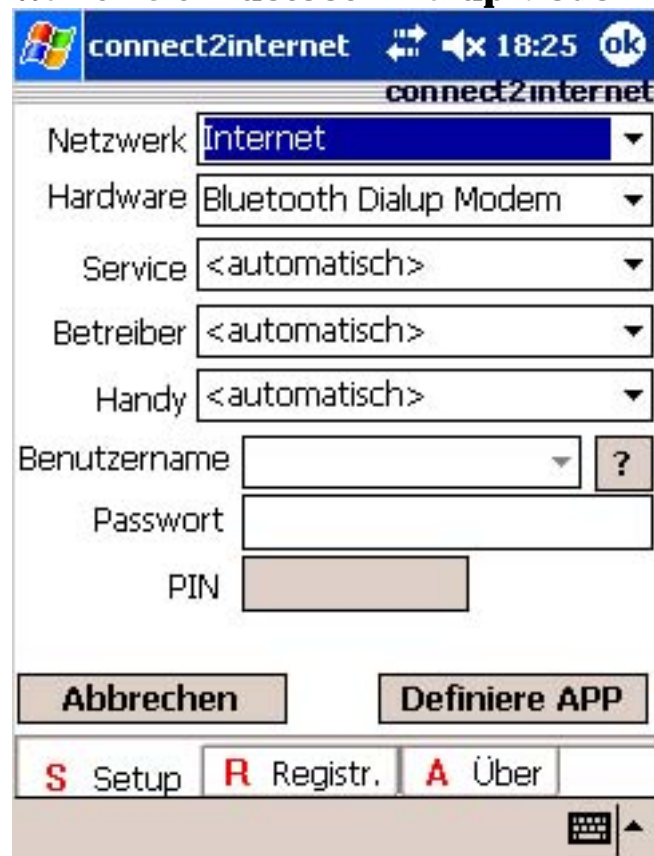 connect2internet 18:25 ok
connect2internet
Netzwerk Internet
Hardware Bluetooth Dialup Modem
Service <automatisch>
Betreiber <automatisch>
Handy <automatisch>
Benutzername ?
Passwort
PIN
Abbrechen Definiere APP
S Setup R Registr. A Über